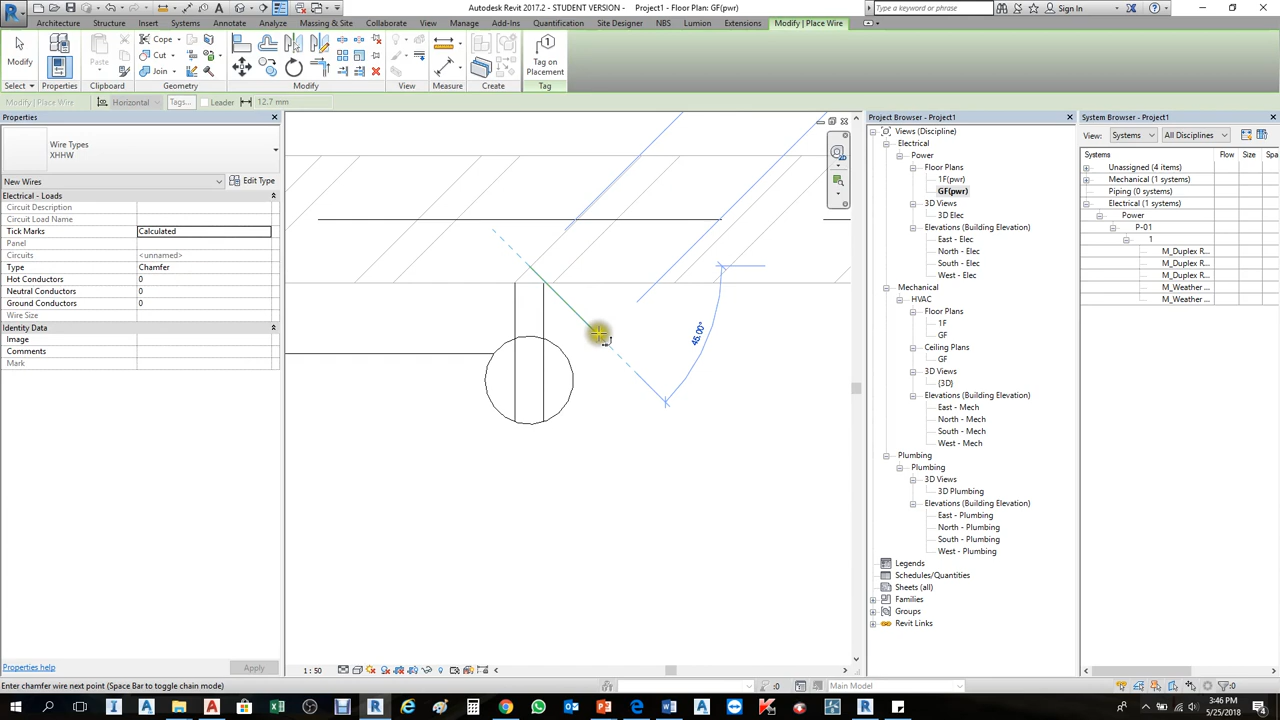 Autodesk Revit 2017.2 - STUDENT VERSION - Project1 - Floor Plan: GF(pwr)
Type a keyword or phrase
Sign In
Architecture Structure Insert Systems Annotate Analyze Massing & Site Collaborate View Manage Add-Ins Quantification Site Designer NBS Lumion Extensions Modify | Place Wire
Modify
Paste
Cope
Cut
Join
Tag on
Placement
Select Properties Clipboard Geometry Modify View Measure Create Tag
Modify | Place Wire Horizontal Tags... Leader 12.7 mm
Properties
Wire Types
XHHW
New Wires Edit Type
Electrical - Loads
Circuit Description
Circuit Load Name
Tick Marks Calculated
Panel
Circuits <unnamed>
Type Chamfer
Hot Conductors 0
Neutral Conductors 0
Ground Conductors 0
Wire Size
Identity Data
Image
Comments
Mark
Properties help Apply
45.00°
1 : 50
Project Browser - Project1
Views (Discipline)
Electrical
Power
Floor Plans
1F(pwr)
GF(pwr)
3D Views
3D Elec
Elevations (Building Elevation)
East - Elec
North - Elec
South - Elec
West - Elec
Mechanical
HVAC
Floor Plans
1F
GF
Ceiling Plans
GF
3D Views
{3D}
Elevations (Building Elevation)
East - Mech
North - Mech
South - Mech
West - Mech
Plumbing
Plumbing
3D Views
3D Plumbing
Elevations (Building Elevation)
East - Plumbing
North - Plumbing
South - Plumbing
West - Plumbing
Legends
Schedules/Quantities
Sheets (all)
Families
Groups
Revit Links
System Browser - Project1
View: Systems All Disciplines
Systems Flow Size Spa
Unassigned (4 items)
Mechanical (1 systems)
Piping (0 systems)
Electrical (1 systems)
Power
P-01
1
M_Duplex R...
M_Duplex R...
M_Duplex R...
M_Weather ...
M_Weather ...
Enter chamfer wire next point (Space Bar to toggle chain mode)
:0
Main Model
:0
3:46 PM
5/25/2018